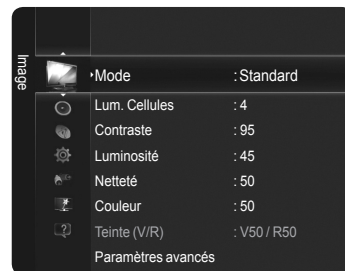 Image
Mode : Standard
Lum. Cellules : 4
Contraste : 95
Luminosité : 45
Netteté : 50
Couleur : 50
Teinte (V/R) : V50 / R50
Paramètres avancés